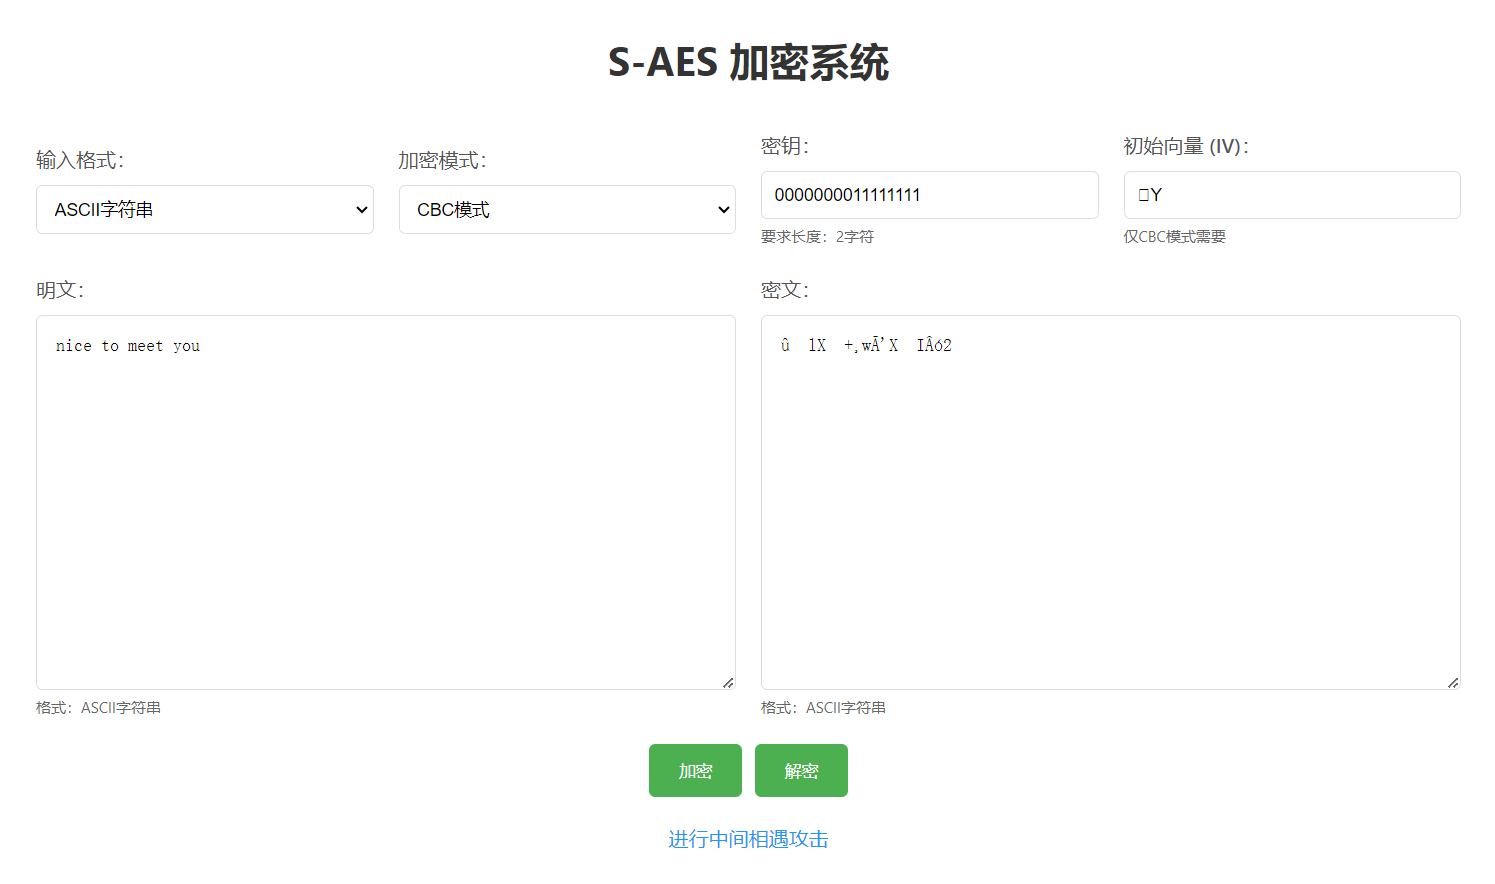 S-AES 加密系统
输入格式：
ASCII字符串
加密模式：
CBC模式
密钥：
0000000011111111
要求长度：2字符
初始向量 (IV)：
□Y
仅CBC模式需要
明文：
nice to meet you
格式：ASCII字符串
密文：
û  lX  +¸wÃ’X  IÂó2
格式：ASCII字符串
加密
解密
进行中间相遇攻击